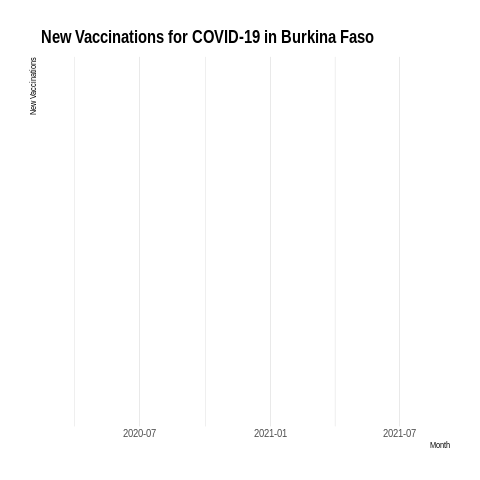 New Vaccinations for COVID-19 in Burkina Faso
New Vaccinations
2020-07
2021-01
2021-07
Month